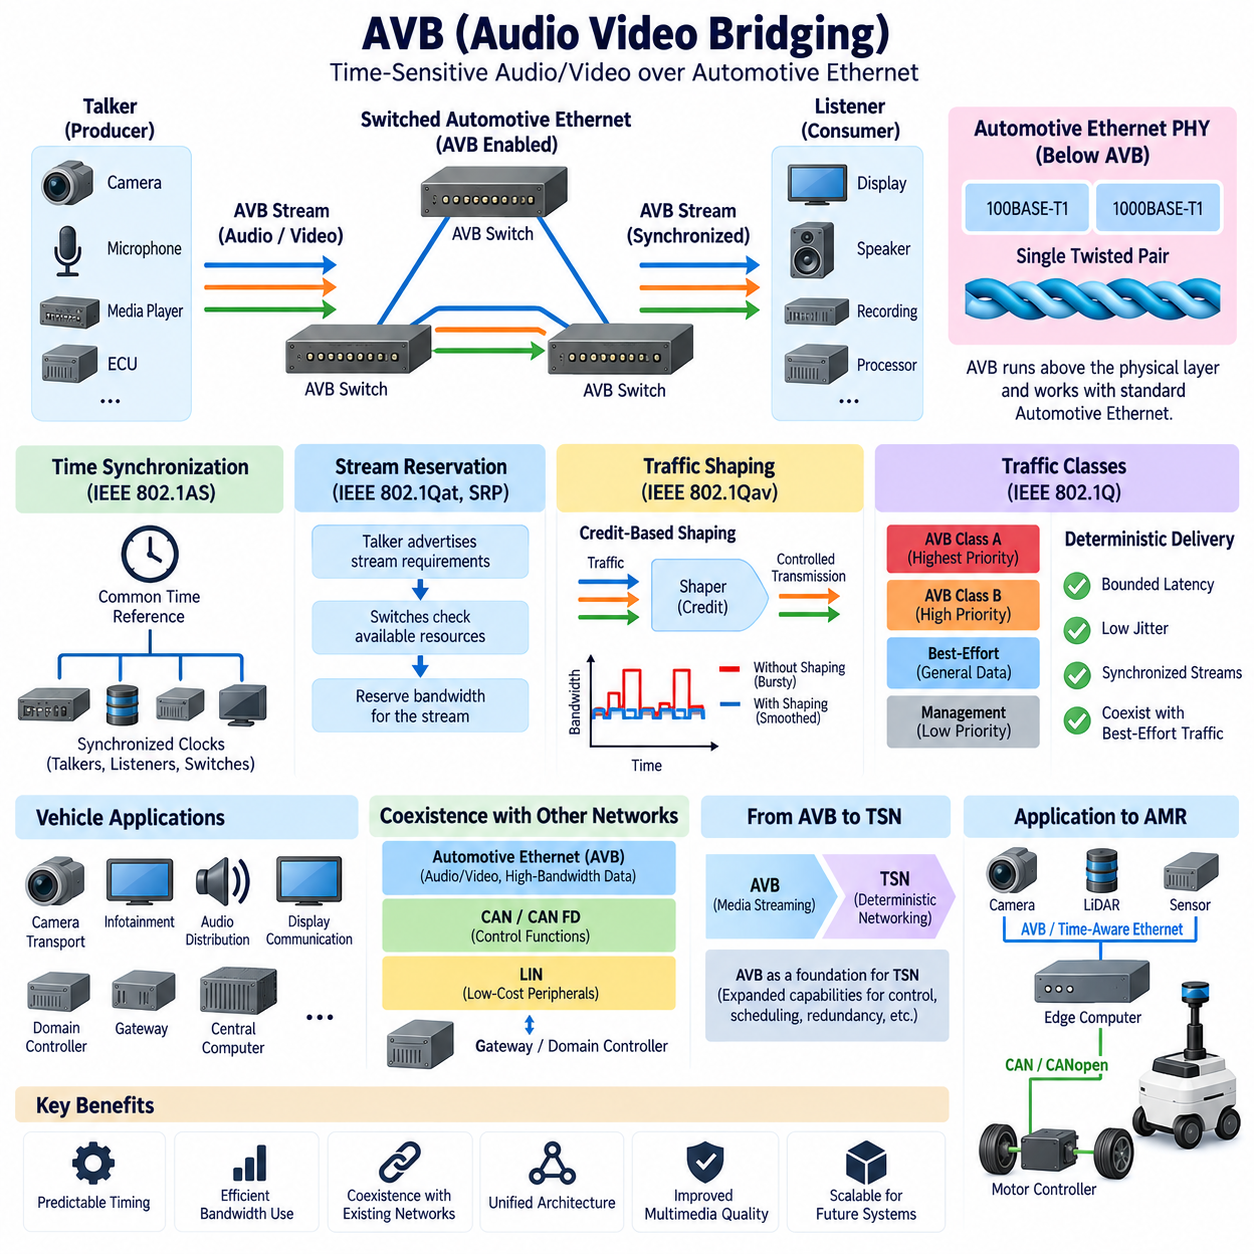 AVB (Audio Video Bridging)
Time-Sensitive Audio/Video over Automotive Ethernet
Talker
(Producer)
Camera
Microphone
Media Player
ECU
...
AVB Stream
(Audio / Video)
Switched Automotive Ethernet
(AVB Enabled)
AVB Switch
AVB Switch
AVB Switch
AVB Stream
(Synchronized)
Listener
(Consumer)
Display
Speaker
Recording
Processor
...
Automotive Ethernet PHY
(Below AVB)
100BASE-T1
1000BASE-T1
Single Twisted Pair
AVB runs above the physical layer
and works with standard
Automotive Ethernet.
Time Synchronization
(IEEE 802.1AS)
Common Time
Reference
Synchronized Clocks
(Talkers, Listeners, Switches)
Stream Reservation
(IEEE 802.1Qat, SRP)
Talker advertises
stream requirements
Switches check
available resources
Reserve bandwidth
for the stream
Traffic Shaping
(IEEE 802.1Qav)
Credit-Based Shaping
Traffic
Shaper
(Credit)
Controlled
Transmission
Bandwidth
Time
Without Shaping
(Bursty)
With Shaping
(Smoothed)
Traffic Classes
(IEEE 802.1Q)
AVB Class A
(Highest Priority)
AVB Class B
(High Priority)
Best-Effort
(General Data)
Management
(Low Priority)
Deterministic Delivery
Bounded Latency
Low Jitter
Synchronized Streams
Coexist with
Best-Effort Traffic
Vehicle Applications
Camera
Transport
Infotainment
Audio
Distribution
Display
Communication
Domain
Controller
Gateway
Central
Computer
...
Coexistence with Other Networks
Automotive Ethernet (AVB)
(Audio/Video, High-Bandwidth Data)
CAN / CAN FD
(Control Functions)
LIN
(Low-Cost Peripherals)
Gateway / Domain Controller
From AVB to TSN
AVB
(Media Streaming)
TSN
(Deterministic
Networking)
AVB as a foundation for TSN
(Expanded capabilities for control,
scheduling, redundancy, etc.)
Application to AMR
Camera
LiDAR
Sensor
AVB / Time-Aware Ethernet
Edge Computer
CAN / CANopen
Motor Controller
Key Benefits
Predictable Timing
Efficient
Bandwidth Use
Coexistence with
Existing Networks
Unified Architecture
Improved
Multimedia Quality
Scalable for
Future Systems